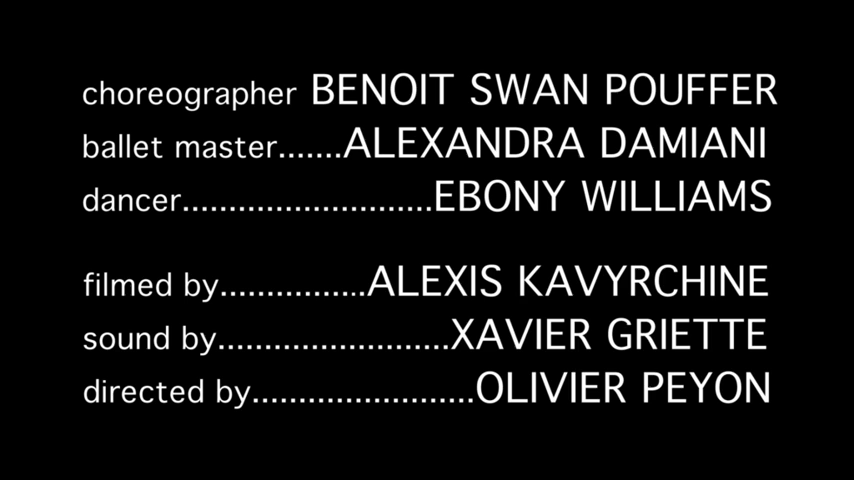 choreographer BENOIT SWAN POUFFER
ballet master.......ALEXANDRA DAMIANI
dancer...........................EBONY WILLIAMS
filmed by................ALEXIS KAVYRCHINE
sound by.........................XAVIER GRIETTE
directed by........................OLIVIER PEYON